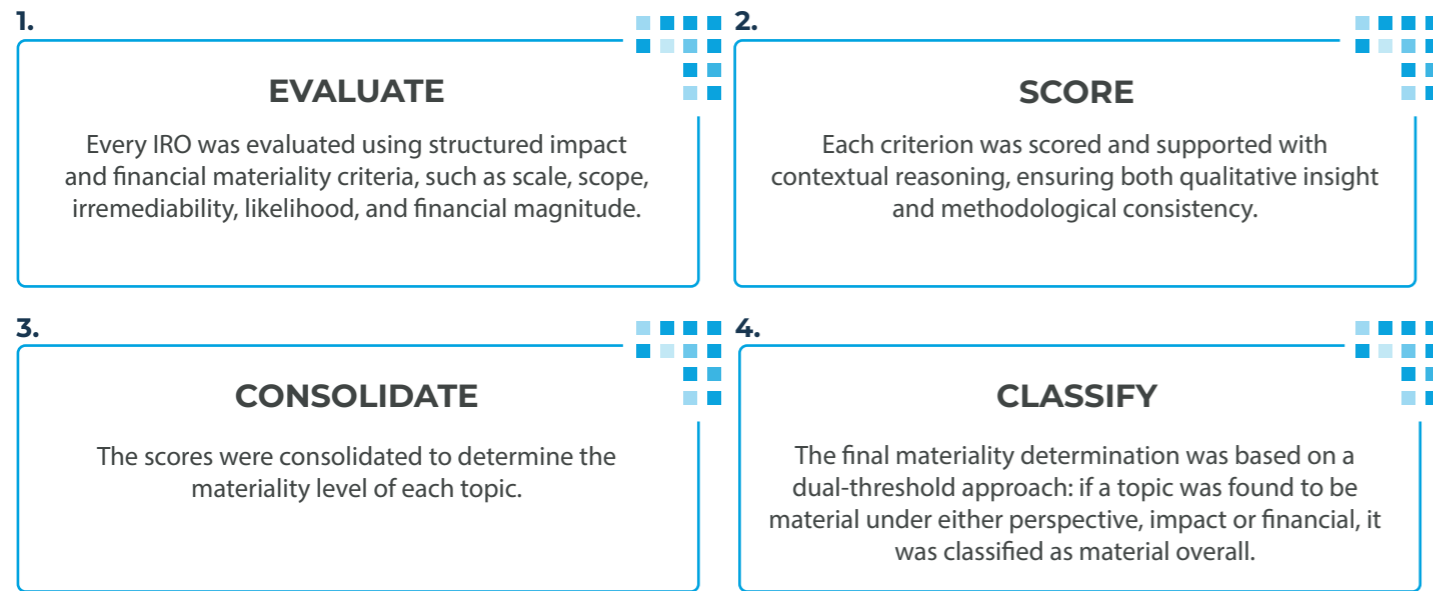 1.
EVALUATE
Every IRO was evaluated using structured impact
and financial materiality criteria, such as scale, scope,
irremediability, likelihood, and financial magnitude.
2.
SCORE
Each criterion was scored and supported with
contextual reasoning, ensuring both qualitative insight
and methodological consistency.
3.
CONSOLIDATE
The scores were consolidated to determine the
materiality level of each topic.
4.
CLASSIFY
The final materiality determination was based on a
dual-threshold approach: if a topic was found to be
material under either perspective, impact or financial, it
was classified as material overall.